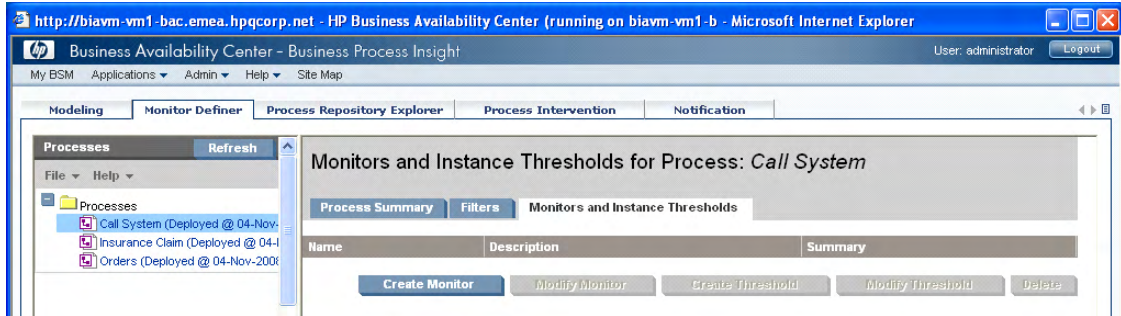 http://biavm-vm1-bac.emea.hpqcorp.net - HP Business Availability Center (running on biavm-vm1-b - Microsoft Internet Explorer
hp Business Availability Center - Business Process Insight User: administrator Logout
My BSM Applications Admin Help Site Map
Modeling Monitor Definer Process Repository Explorer Process Intervention Notification
Processes Refresh
Monitors and Instance Thresholds for Process: Call System
File Help
Processes
Process Summary Filters Monitors and Instance Thresholds
Call System (Deployed @ 04-Nov-
Insurance Claim (Deployed @ 04-
Name Description Summary
Orders (Deployed @ 04-Nov-2008
Create Monitor Modify Monitor Create Threshold Modify Threshold Delete